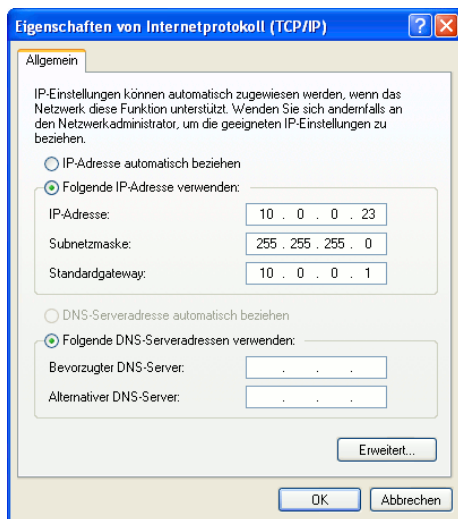 Eigenschaften von Internetprotokoll (TCP/IP)
Allgemein
IP-Einstellungen können automatisch zugewiesen werden, wenn das
Netzwerk diese Funktion unterstützt. Wenden Sie sich andernfalls an
den Netzwerkadministrator, um die geeigneten IP-Einstellungen zu
beziehen.
IP-Adresse automatisch beziehen
Folgende IP-Adresse verwenden:
IP-Adresse: 10 . 0 . 0 . 23
Subnetzmaske: 255 . 255 . 255 . 0
Standardgateway: 10 . 0 . 0 . 1
DNS-Serveradresse automatisch beziehen
Folgende DNS-Serveradressen verwenden:
Bevorzugter DNS-Server: . . .
Alternativer DNS-Server: . . .
Erweitert...
OK Abbrechen